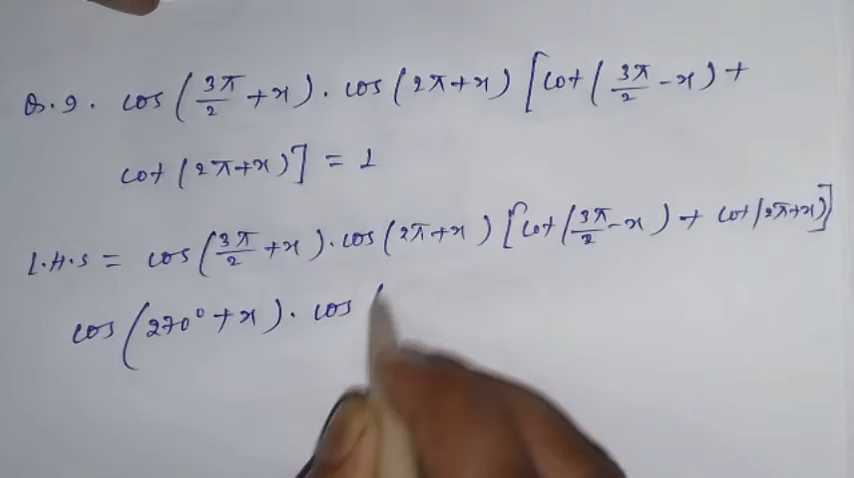 Q.9. cos(3π/2 + x) . cos(2π+x) [cot(3π/2 - x) +
cot(2π+x)] = 1
L.H.S = cos(3π/2 + x) . cos(2π+x) [cot(3π/2 - x) + cot(2π+x)]
cos(270° + x) . cos (